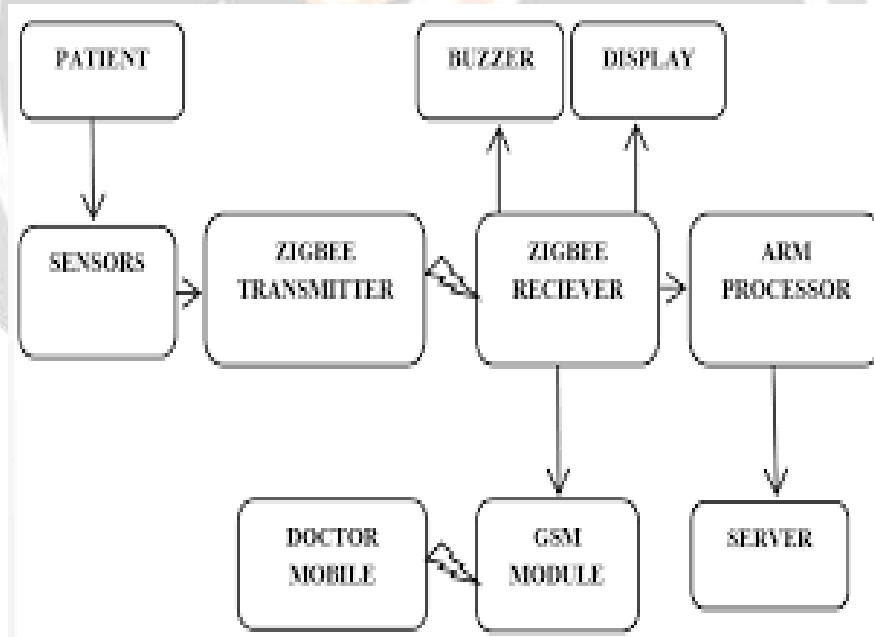 PATIENT
BUZZER
DISPLAY
SENSORS
ZIGBEE
TRANSMITTER
ZIGBEE
RECIEVER
ARM
PROCESSOR
DOCTOR
MOBILE
GSM
MODULE
SERVER